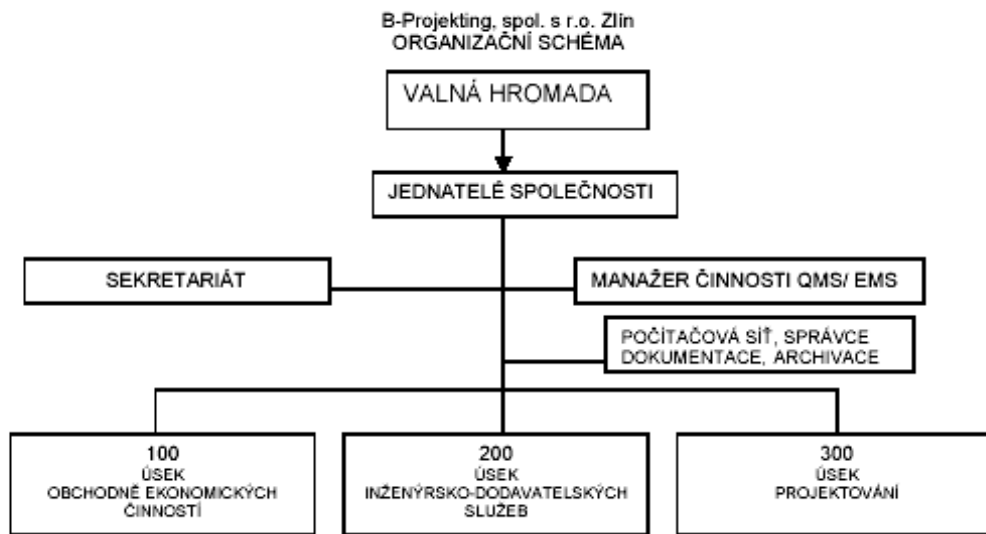 B-Projekting, spol. s r.o. Zlín
ORGANIZAČNÍ SCHÉMA
VALNÁ HROMADA
JEDNATELÉ SPOLEČNOSTI
SEKRETARIÁT
MANAŽER ČINNOSTI QMS/ EMS
POČÍTAČOVÁ SÍŤ, SPRÁVCE
DOKUMENTACE, ARCHIVACE
100
ÚSEK
OBCHODNĚ EKONOMICKÝCH
ČINNOSTÍ
200
ÚSEK
INŽENÝRSKO-DODAVATELSKÝCH
SLUŽEB
300
ÚSEK
PROJEKTOVÁNÍ